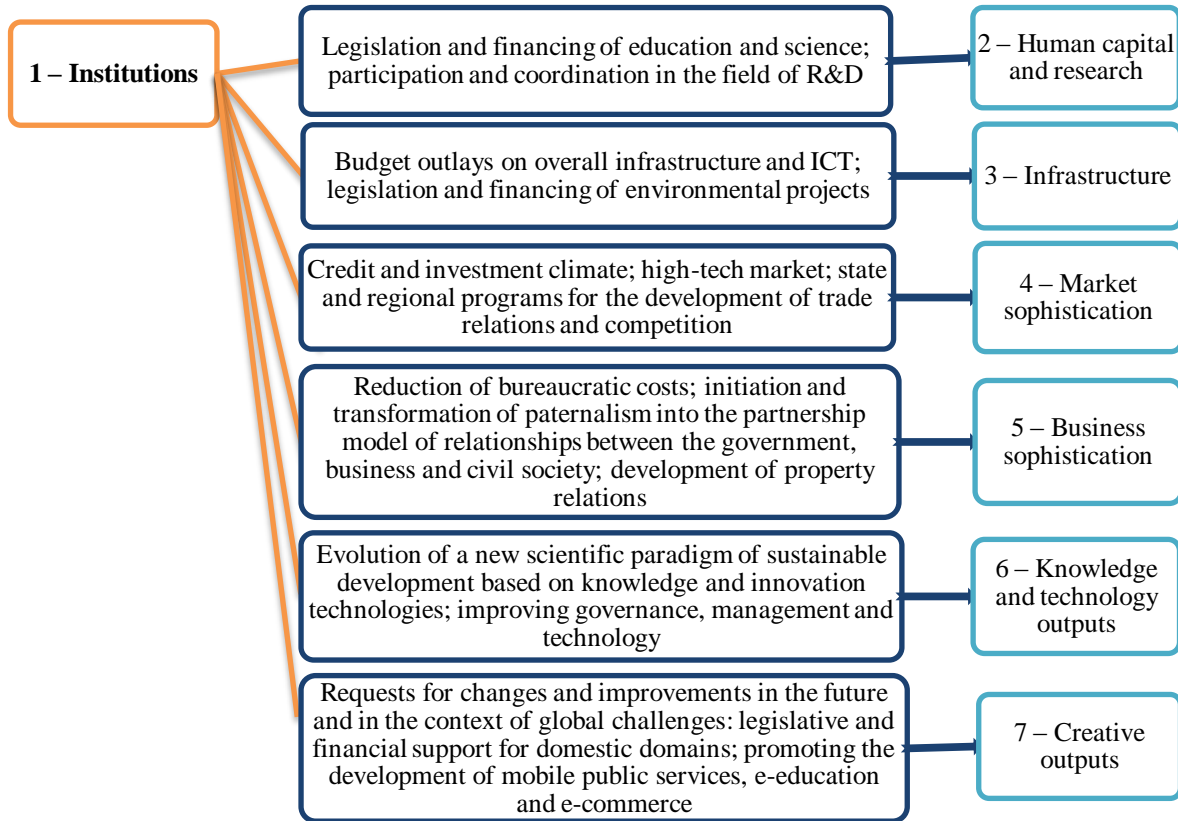 1 – Institutions
Legislation and financing of education and science;
participation and coordination in the field of R&D
2 – Human capital
and research
Budget outlays on overall infrastructure and ICT;
legislation and financing of environmental projects
3 – Infrastructure
Credit and investment climate; high-tech market; state
and regional programs for the development of trade
relations and competition
4 – Market
sophistication
Reduction of bureaucratic costs; initiation and
transformation of paternalism into the partnership
model of relationships between the government,
business and civil society; development of property
relations
5 – Business
sophistication
Evolution of a new scientific paradigm of sustainable
development based on knowledge and innovation
technologies; improving governance, management and
technology
6 – Knowledge
and technology
outputs
Requests for changes and improvements in the future
and in the context of global challenges: legislative and
financial support for domestic domains; promoting the
development of mobile public services, e-education
and e-commerce
7 – Creative
outputs